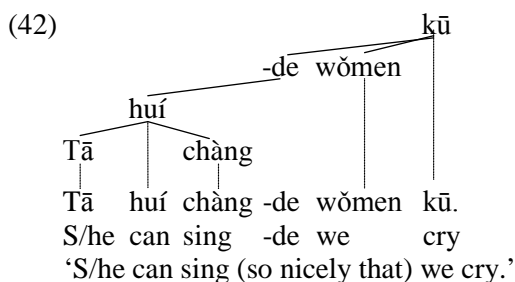 (42) kū
-de wǒmen
huí
Tā chàng
Tā huí chàng -de wǒmen kū.
S/he can sing -de we cry
‘S/he can sing (so nicely that) we cry.’